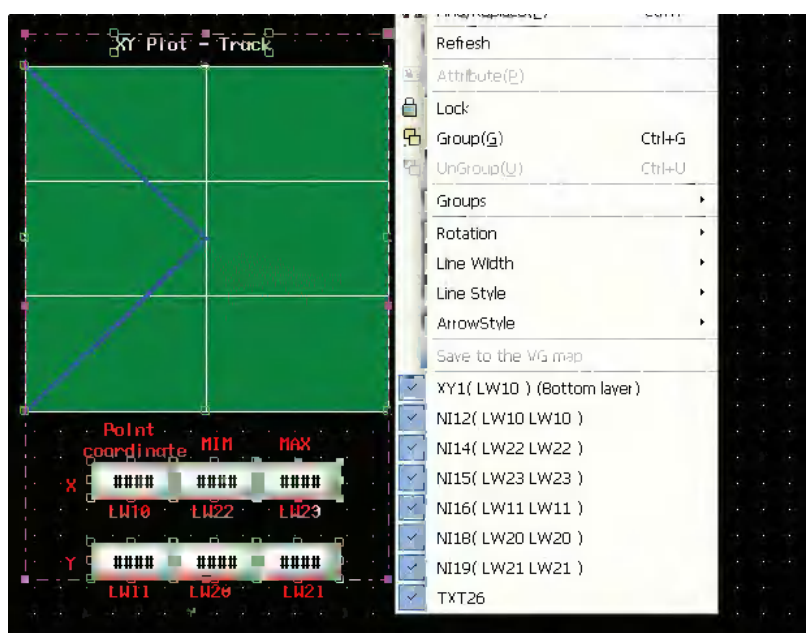 XY Plot - Track
Point
coordinate MIM MAX
X #### #### ####
LW10 LW22 LW23
Y #### #### ####
LW11 LW20 LW21
Refresh
Attribute(P)
Lock
Group(G) Ctrl+G
UnGroup(U) Ctrl+U
Groups
Rotation
Line Width
Line Style
ArrowStyle
Save to the VG map
XY1( LW10 ) (Bottom layer)
NI12( LW10 LW10 )
NI14( LW22 LW22 )
NI15( LW23 LW23 )
NI16( LW11 LW11 )
NI18( LW20 LW20 )
NI19( LW21 LW21 )
TXT26